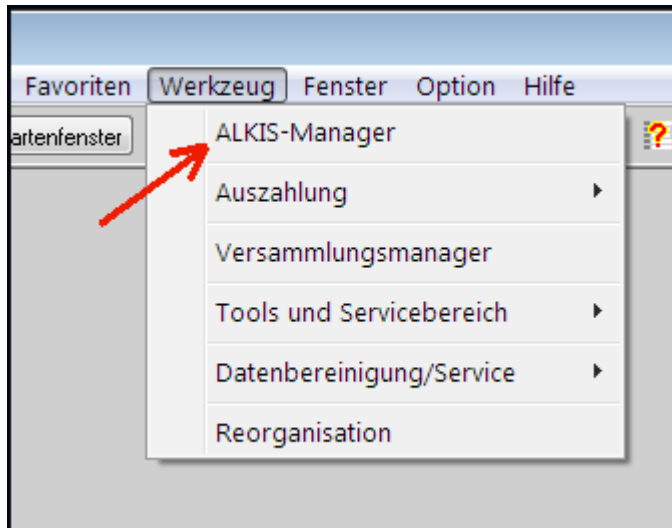 Favoriten Werkzeug Fenster Option Hilfe
artenfenster
ALKIS-Manager
?
Auszahlung
Versammlungsmanager
Tools und Servicebereich
Datenbereinigung/Service
Reorganisation